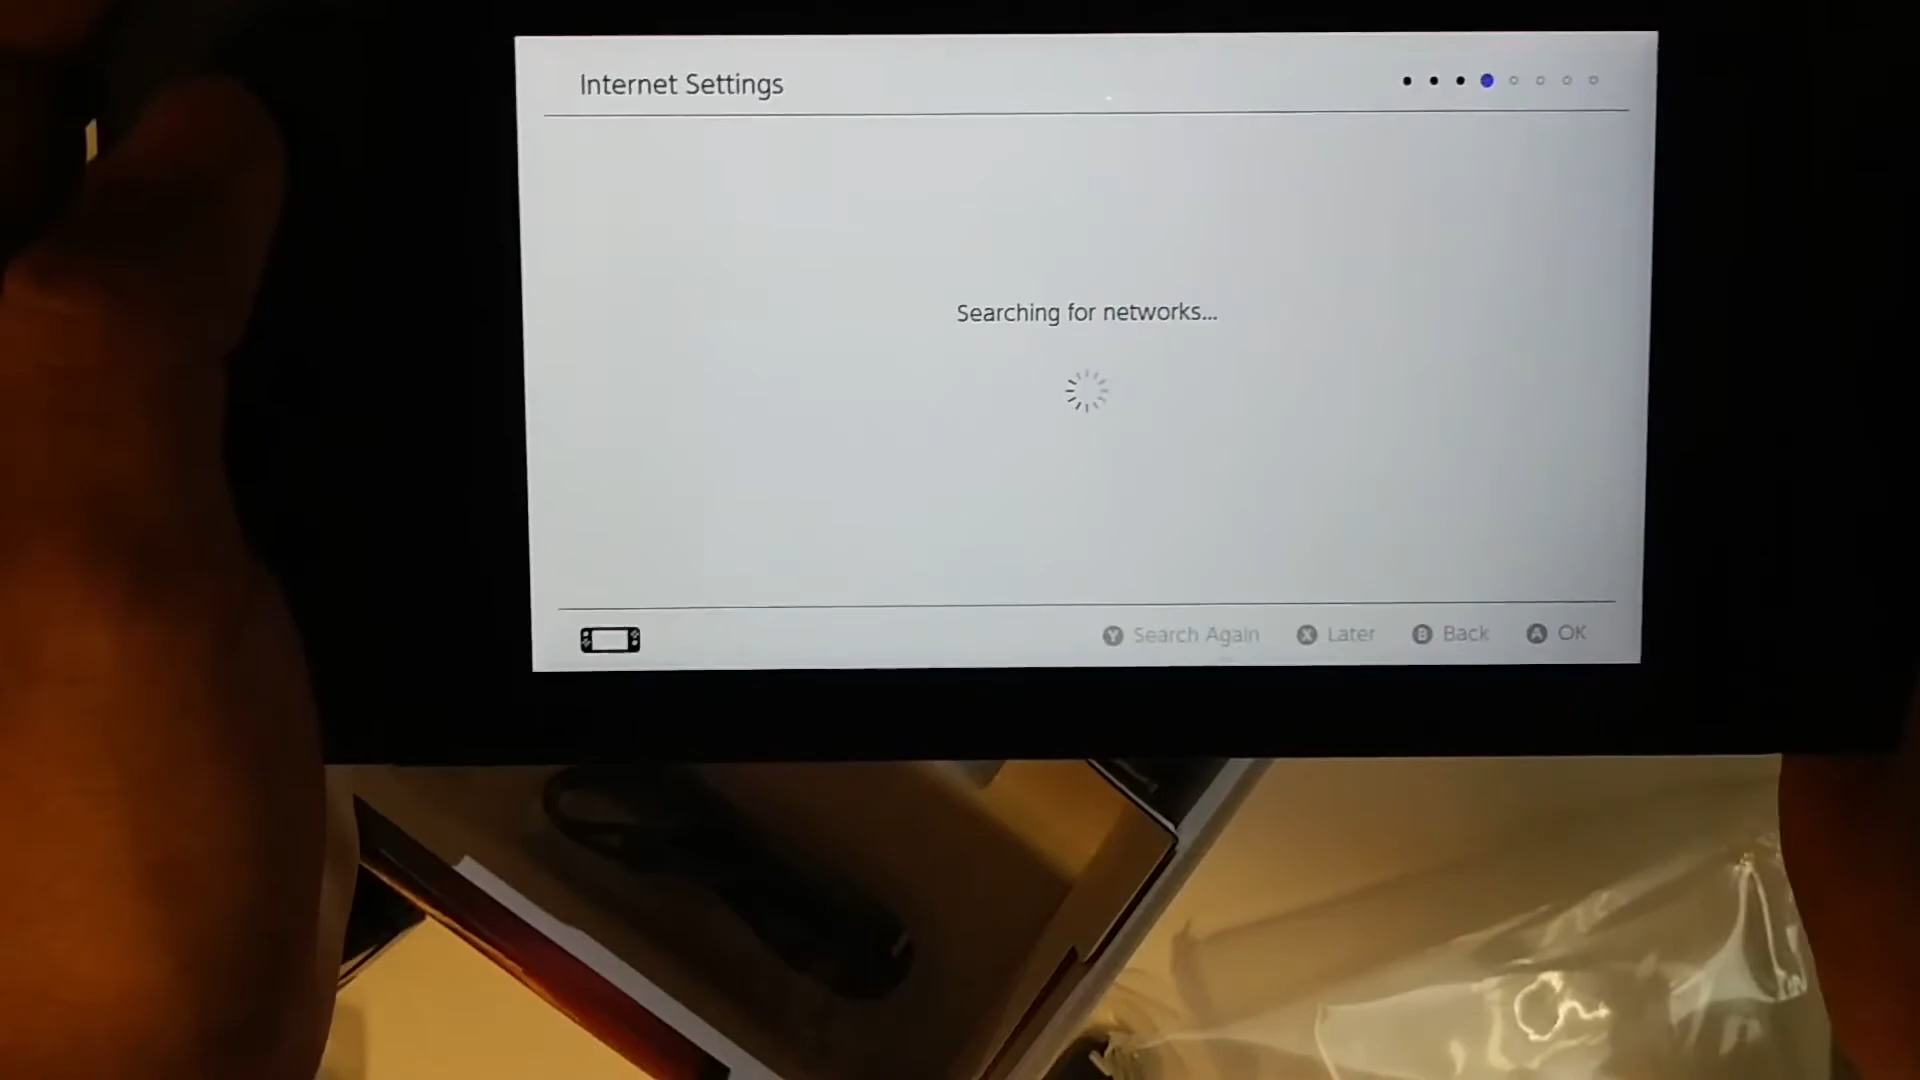 Internet Settings
Searching for networks...
Y Search Again X Later B Back A OK